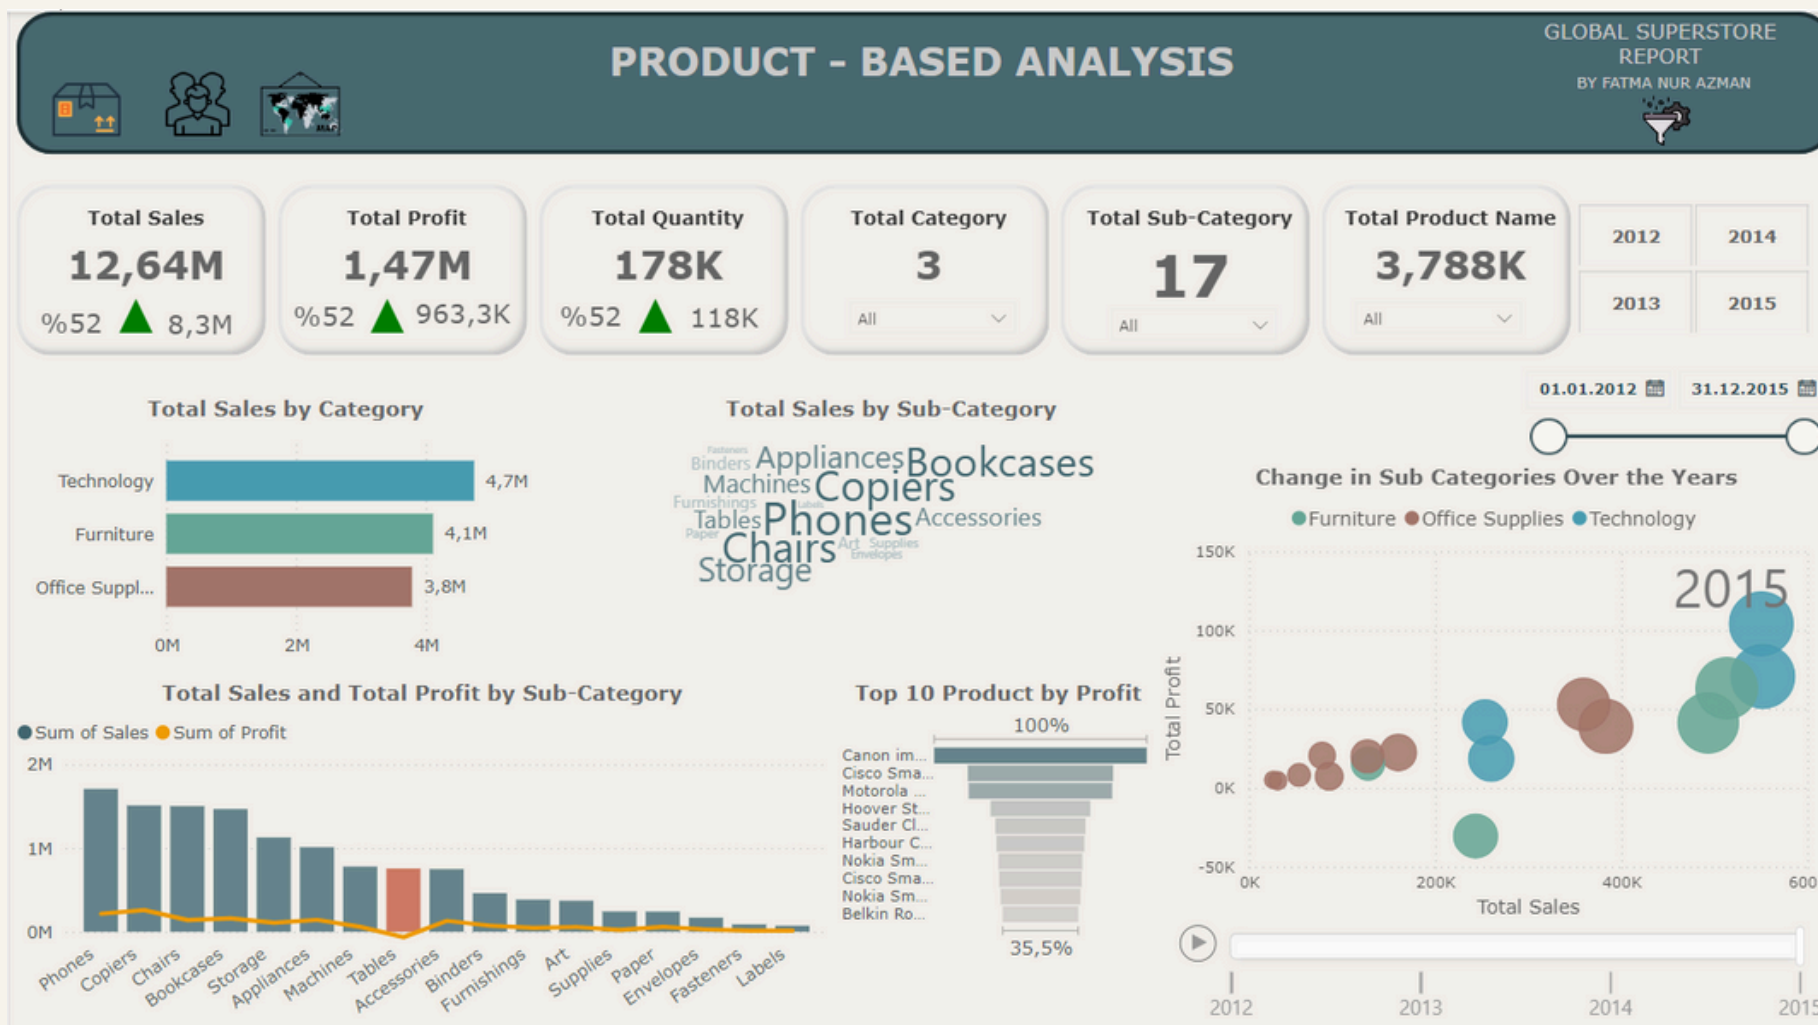 PRODUCT - BASED ANALYSIS
GLOBAL SUPERSTORE
REPORT
BY FATMA NUR AZMAN
Total Sales
12,64M
%52 8,3M
Total Profit
1,47M
%52 963,3K
Total Quantity
178K
%52 118K
Total Category
3
All
Total Sub-Category
17
All
Total Product Name
3,788K
All
2012 2014
2013 2015
01.01.2012 31.12.2015
Total Sales by Category
Technology 4,7M
Furniture 4,1M
Office Suppl... 3,8M
0M 2M 4M
Total Sales by Sub-Category
Fasteners
Binders Appliances Bookcases
Machines Copiers
Furnishings Labels
Tables Phones Accessories
Paper Chairs Art Supplies
Envelopes
Storage
Change in Sub Categories Over the Years
Furniture Office Supplies Technology
2015
150K
100K
50K
0K
-50K
Total Profit
0K 200K 400K 600
Total Sales
2012 2013 2014 2015
Total Sales and Total Profit by Sub-Category
Sum of Sales Sum of Profit
2M
1M
0M
Phones Copiers Chairs Bookcases Storage Appliances Machines Tables Accessories Binders Furnishings Art Supplies Paper Envelopes Fasteners Labels
Top 10 Product by Profit
100%
Canon im...
Cisco Sma...
Motorola ...
Hoover St...
Sauder Cl...
Harbour C...
Nokia Sm...
Cisco Sma...
Nokia Sm...
Belkin Ro...
35,5%